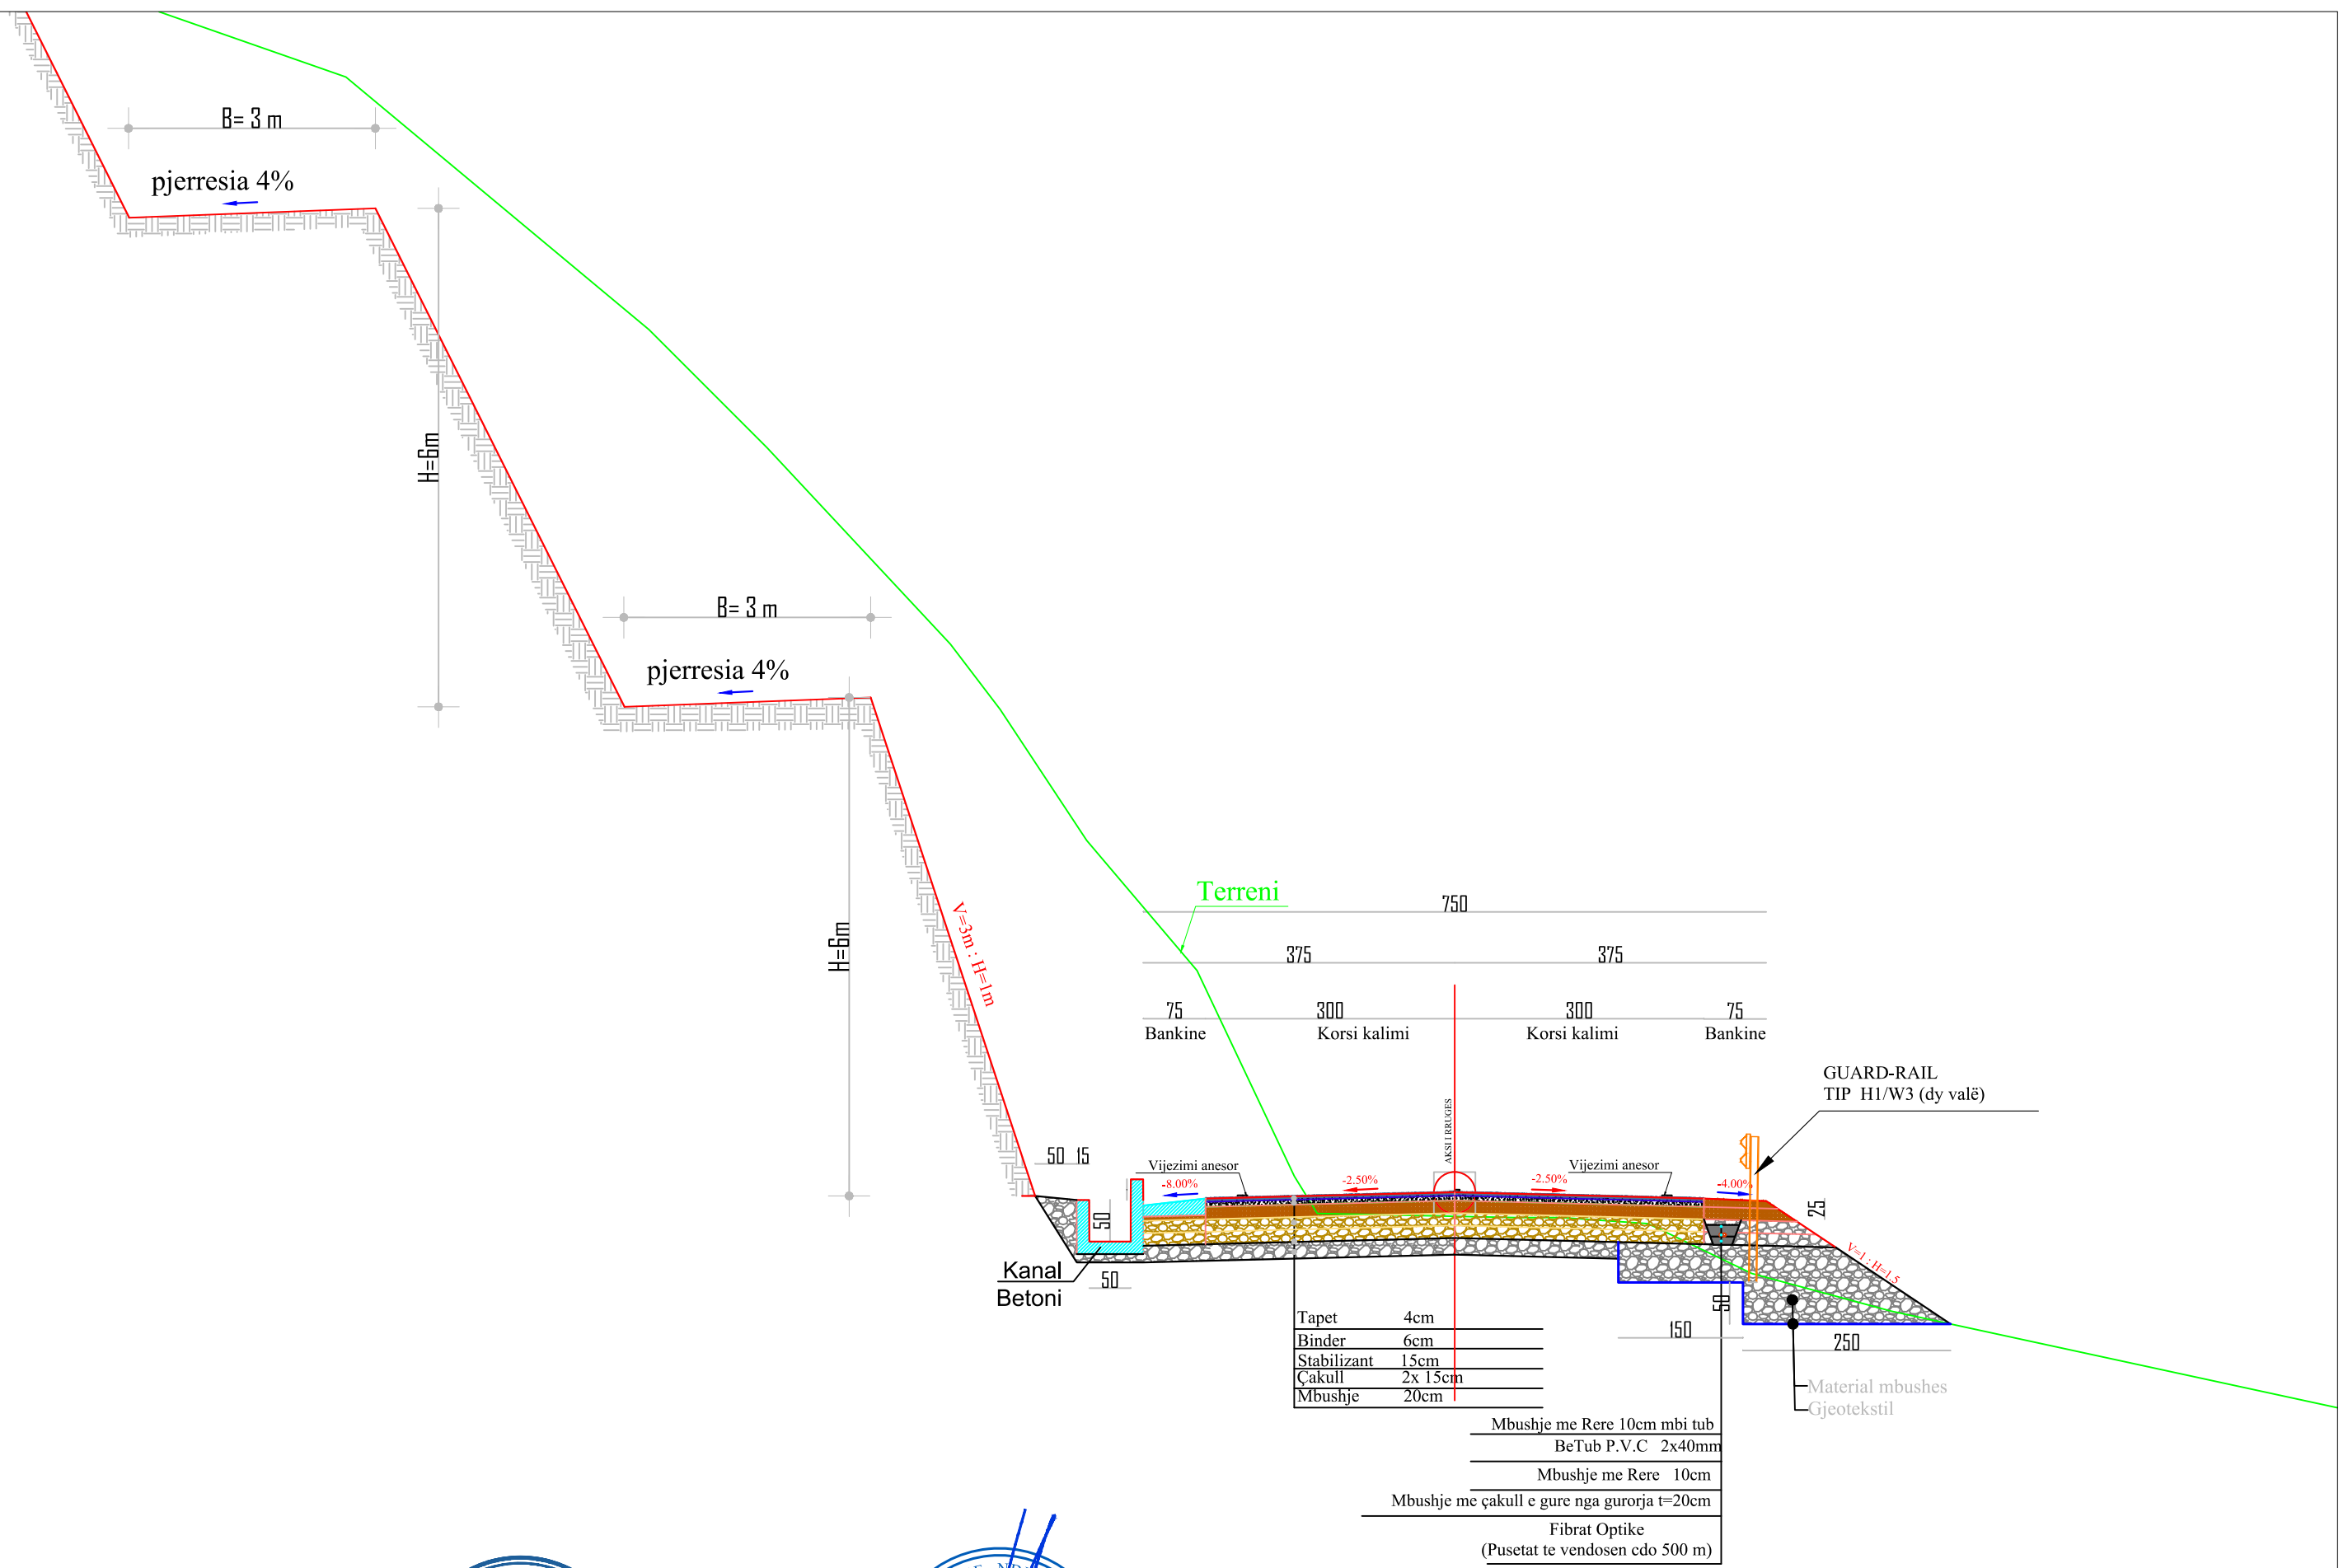 B= 3 m
pjerresia 4%
H=6m
B= 3 m
pjerresia 4%
H=6m
V=3m : H=1m
Terreni
750
375
375
75
300
300
75
Bankine
Korsi kalimi
Korsi kalimi
Bankine
GUARD-RAIL
TIP H1/W3 (dy valë)
AKSI I RRUGES
50 15
Vijezimi anesor
Vijezimi anesor
-8.00%
-2.50%
-2.50%
-4.00%
50
25
V=1 : H=1.5
Kanal
Betoni
50
50
150
250
Tapet 4cm
Binder 6cm
Stabilizant 15cm
Çakull 2x 15cm
Mbushje 20cm
Material mbushes
Gjeotekstil
Mbushje me Rere 10cm mbi tub
BeTub P.V.C 2x40mm
Mbushje me Rere 10cm
Mbushje me çakull e gure nga gurorja t=20cm
Fibrat Optike
(Pusetat te vendosen cdo 500 m)